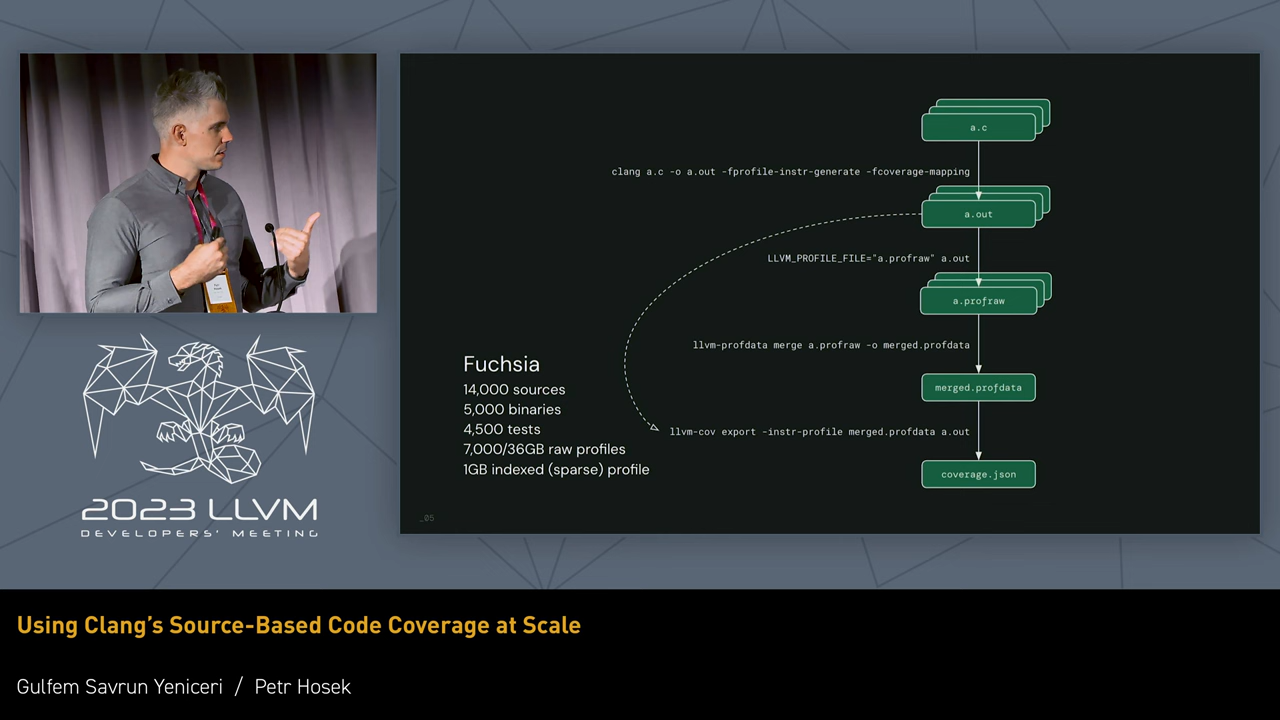 a.c
clang a.c -o a.out -fprofile-instr-generate -fcoverage-mapping
a.out
LLVM_PROFILE_FILE="a.profraw" a.out
a.profraw
llvm-profdata merge a.profraw -o merged.profdata
merged.profdata
llvm-cov export -instr-profile merged.profdata a.out
coverage.json
Fuchsia
14,000 sources
5,000 binaries
4,500 tests
7,000/36GB raw profiles
1GB indexed (sparse) profile
_05
2023 LLVM
DEVELOPERS' MEETING
Using Clang's Source-Based Code Coverage at Scale
Gulfem Savrun Yeniceri / Petr Hosek